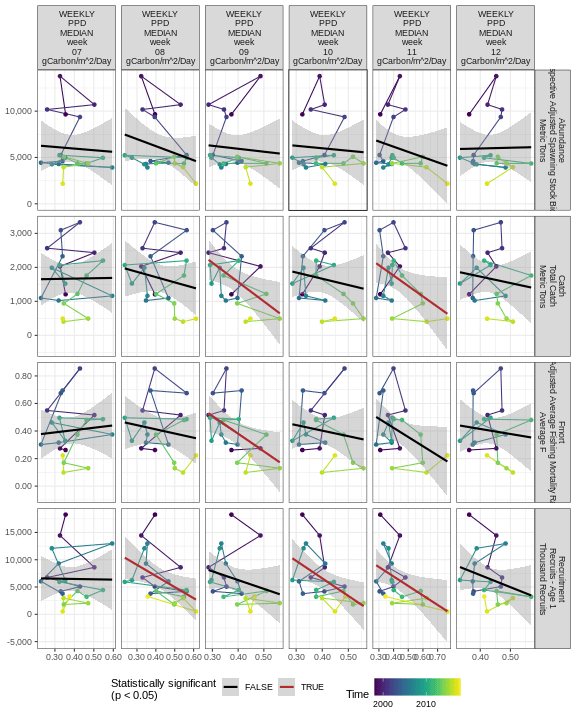 WEEKLY PPD MEDIAN week 07 gCarbon/m^2/Day
WEEKLY PPD MEDIAN week 08 gCarbon/m^2/Day
WEEKLY PPD MEDIAN week 09 gCarbon/m^2/Day
WEEKLY PPD MEDIAN week 10 gCarbon/m^2/Day
WEEKLY PPD MEDIAN week 11 gCarbon/m^2/Day
WEEKLY PPD MEDIAN week 12 gCarbon/m^2/Day
10,000
5,000
0
Abundance
Adjusted Spawning Stock
Metric Tons
3,000
2,000
1,000
0
Catch
Total Catch
Metric Tons
0.80
0.60
0.40
0.20
0.00
Fmort
Adjusted Average Fishing Mortality
Average F
15,000
10,000
5,000
0
-5,000
Recruitment
Recruits - Age 1
Thousand Recruits
0.30 0.40 0.50 0.60
0.30 0.40 0.50 0.60
0.30 0.40 0.50
0.30 0.40 0.50
0.30 0.40 0.50 0.60 0.70
0.40 0.50
Statistically significant
(p < 0.05)
FALSE
TRUE
Time
2000 2010